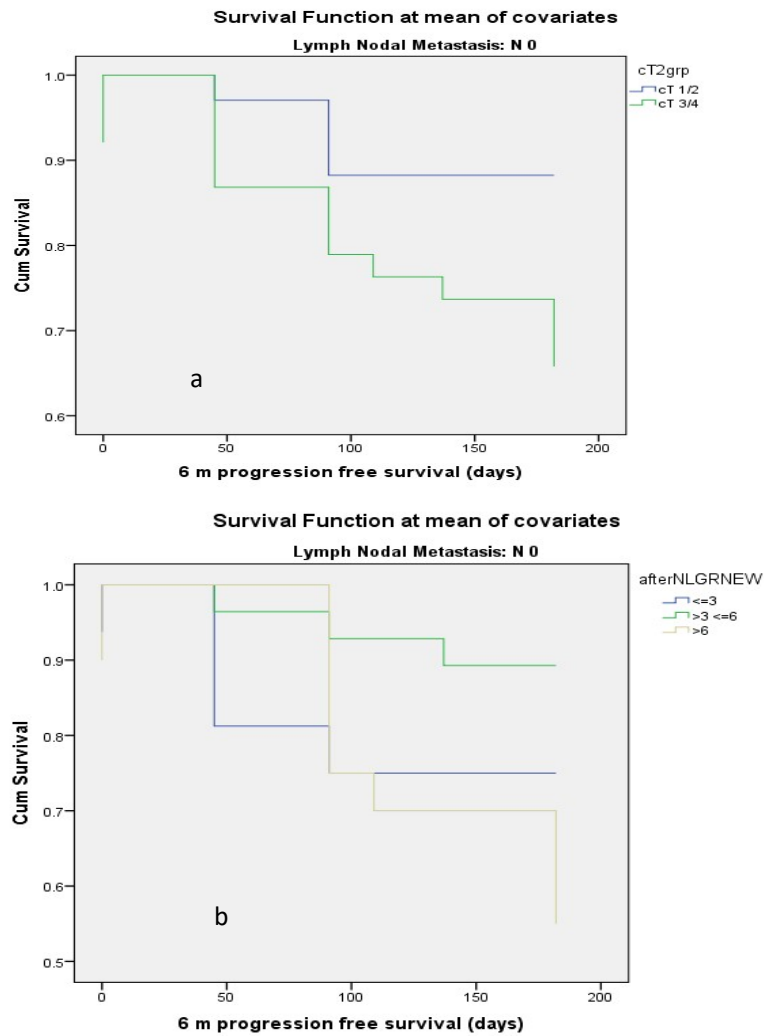 Survival Function at mean of covariates
Lymph Nodal Metastasis: N 0
cT2grp
cT 1/2
cT 3/4
1.0
0.9
0.8
0.7
0.6
Cum Survival
a
0
50
100
150
200
6 m progression free survival (days)
Survival Function at mean of covariates
Lymph Nodal Metastasis: N 0
afterNLGRNEW
<=3
>3 <=6
>6
1.0
0.9
0.8
0.7
0.6
0.5
Cum Survival
b
0
50
100
150
200
6 m progression free survival (days)